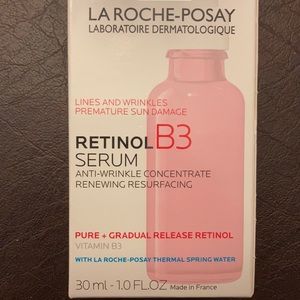 LA ROCHE-POSAY
LABORATOIRE DERMATOLOGIQUE
LINES AND WRINKLES
PREMATURE SUN DAMAGE
RETINOL B3
SERUM
ANTI-WRINKLE CONCENTRATE
RENEWING RESURFACING
PURE + GRADUAL RELEASE RETINOL
VITAMIN B3
WITH LA ROCHE-POSAY THERMAL SPRING WATER
30 ml - 1.0 FL.OZ Made in France